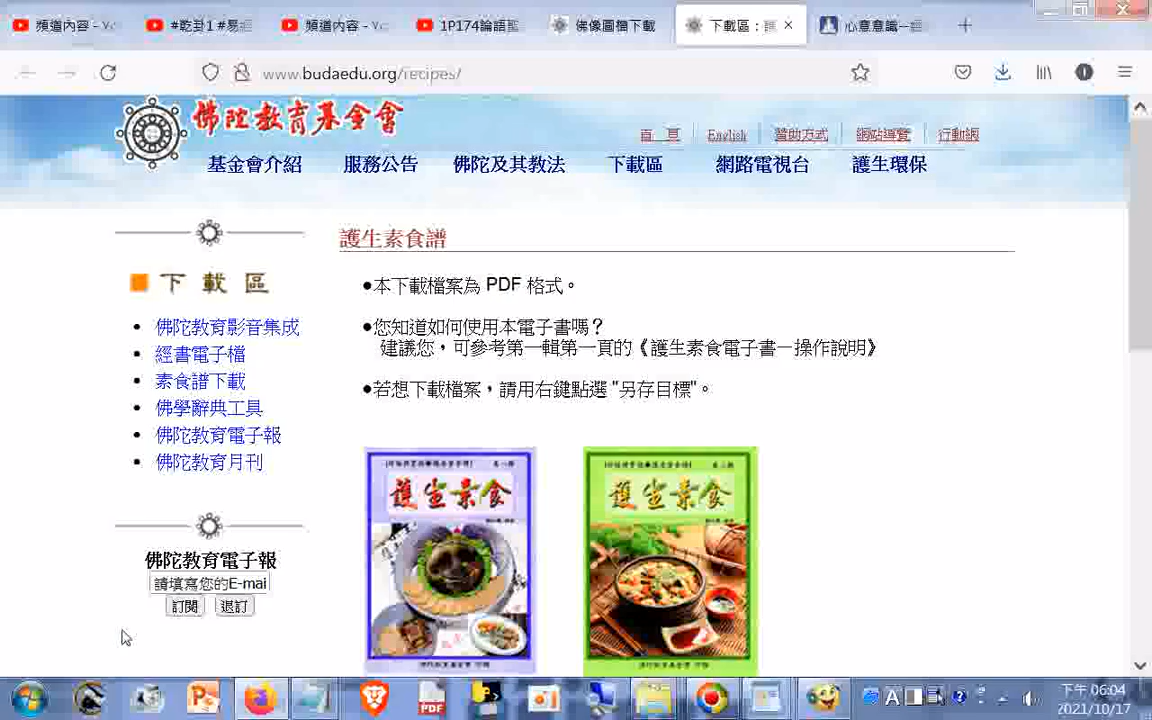 頻道內容 - Yo
#乾卦1 #易經
頻道內容 - Yo
1P174論語
佛像圖檔下載
下載區：護
心意意識—經
www.budaedu.org/recipes/
佛陀教育基金會
首 頁
English
贊助方式
網站導覽
行動網
基金會介紹
服務公告
佛陀及其教法
下載區
網路電視台
護生環保
護生素食譜
下載區
●本下載檔案為 PDF 格式。
●您知道如何使用本電子書嗎？
建議您，可參考第一輯第一頁的《護生素食電子書－操作說明》
●若想下載檔案，請用右鍵點選 "另存目標"。
佛陀教育影音集成
經書電子檔
素食譜下載
佛學辭典工具
佛陀教育電子報
佛陀教育月刊
佛陀教育電子報
請填寫您的E-mai
訂閱
退訂
護生素食
護生素食
下午 06:04
2021/10/17